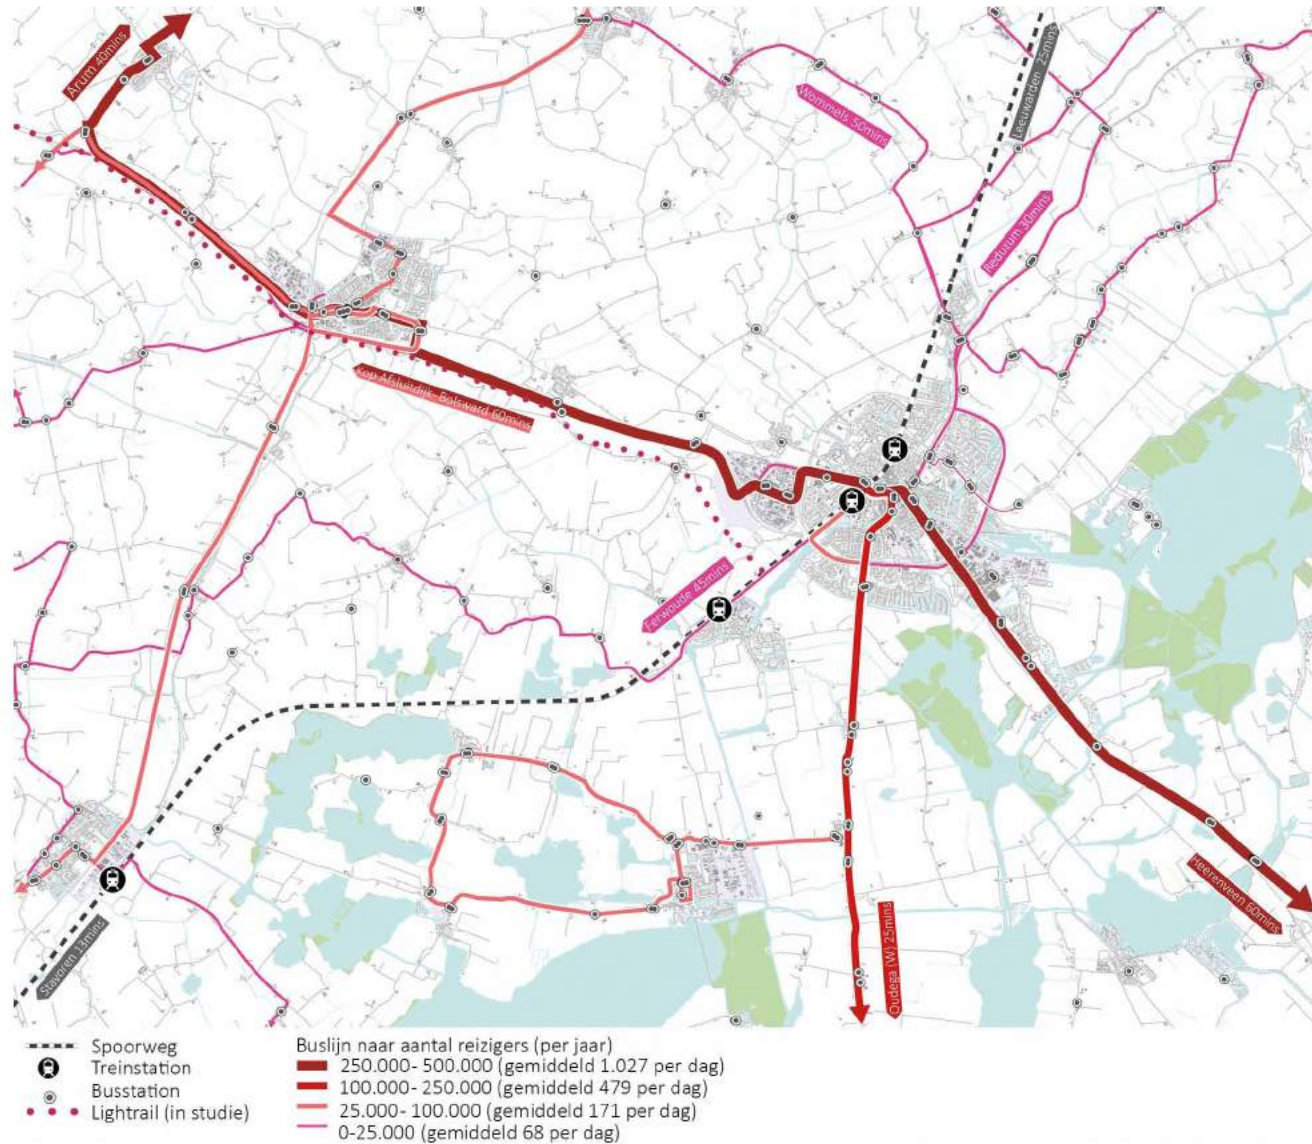 Arum 40mins
Wommels 50mins
Leeuwarden 25mins
Reduzum 30mins
Kop Afsluitdijk- Bolsward 60mins
Ferwoude 45mins
Heerenveen 60mins
Oudega (W) 25mins
Stavoren 13mins
Spoorweg
Treinstation
Busstation
Lightrail (in studie)
Buslijn naar aantal reizigers (per jaar)
250.000- 500.000 (gemiddeld 1.027 per dag)
100.000- 250.000 (gemiddeld 479 per dag)
25.000- 100.000 (gemiddeld 171 per dag)
0-25.000 (gemiddeld 68 per dag)